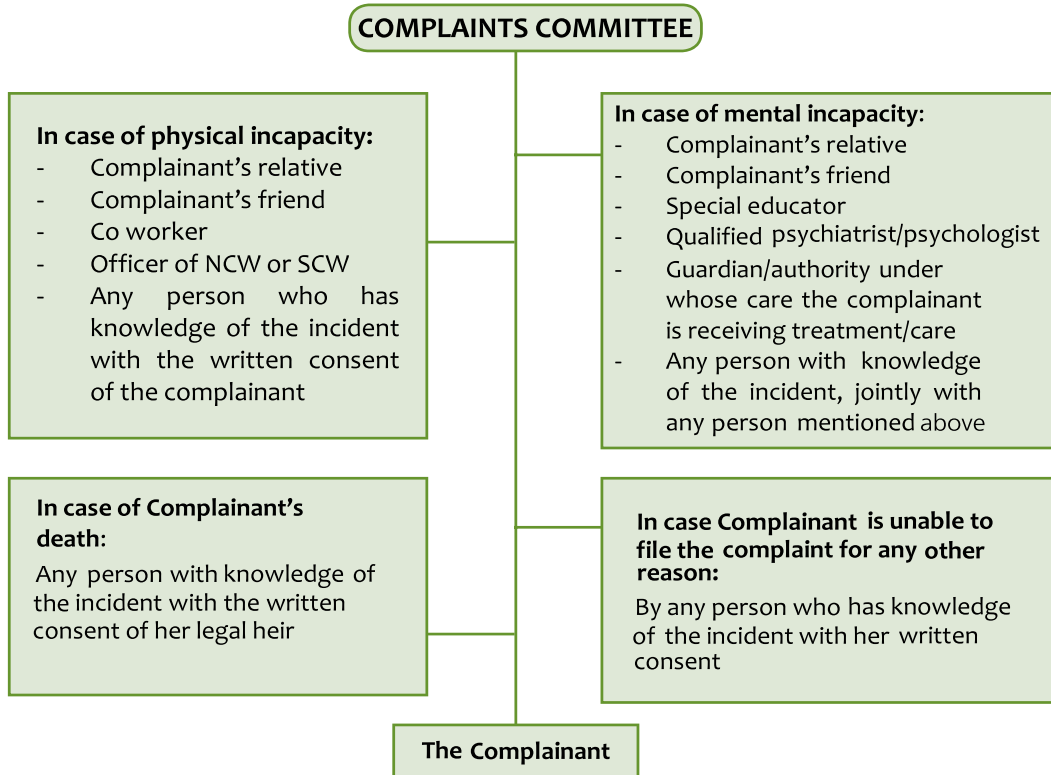 COMPLAINTS COMMITTEE
In case of physical incapacity:
- Complainant's relative
- Complainant's friend
- Co worker
- Officer of NCW or SCW
- Any person who has
knowledge of the incident
with the written consent
of the complainant
In case of mental incapacity:
- Complainant's relative
- Complainant's friend
- Special educator
- Qualified psychiatrist/psychologist
- Guardian/authority under
whose care the complainant
is receiving treatment/care
- Any person with knowledge
of the incident, jointly with
any person mentioned above
In case of Complainant's
death:
Any person with knowledge of
the incident with the written
consent of her legal heir
In case Complainant is unable to
file the complaint for any other
reason:
By any person who has knowledge
of the incident with her written
consent
The Complainant